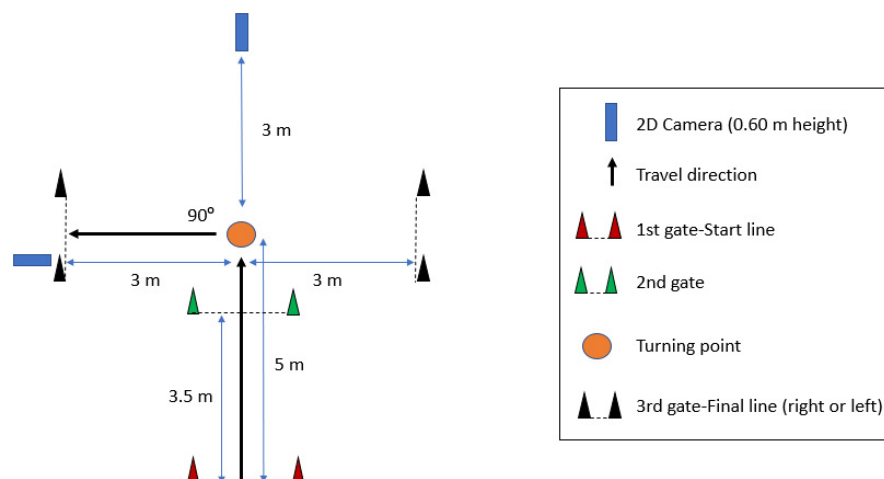 3 m
90º
3 m
3 m
5 m
3.5 m
2D Camera (0.60 m height)
Travel direction
1st gate-Start line
2nd gate
Turning point
3rd gate-Final line (right or left)